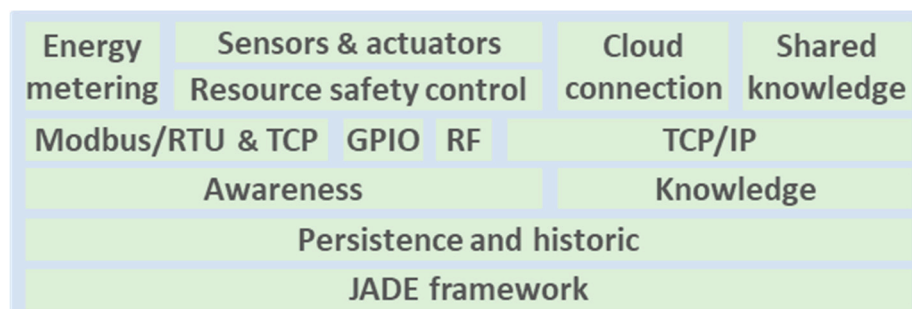 Energy metering
Sensors & actuators
Resource safety control
Cloud connection
Shared knowledge
Modbus/RTU & TCP
GPIO
RF
TCP/IP
Awareness
Knowledge
Persistence and historic
JADE framework